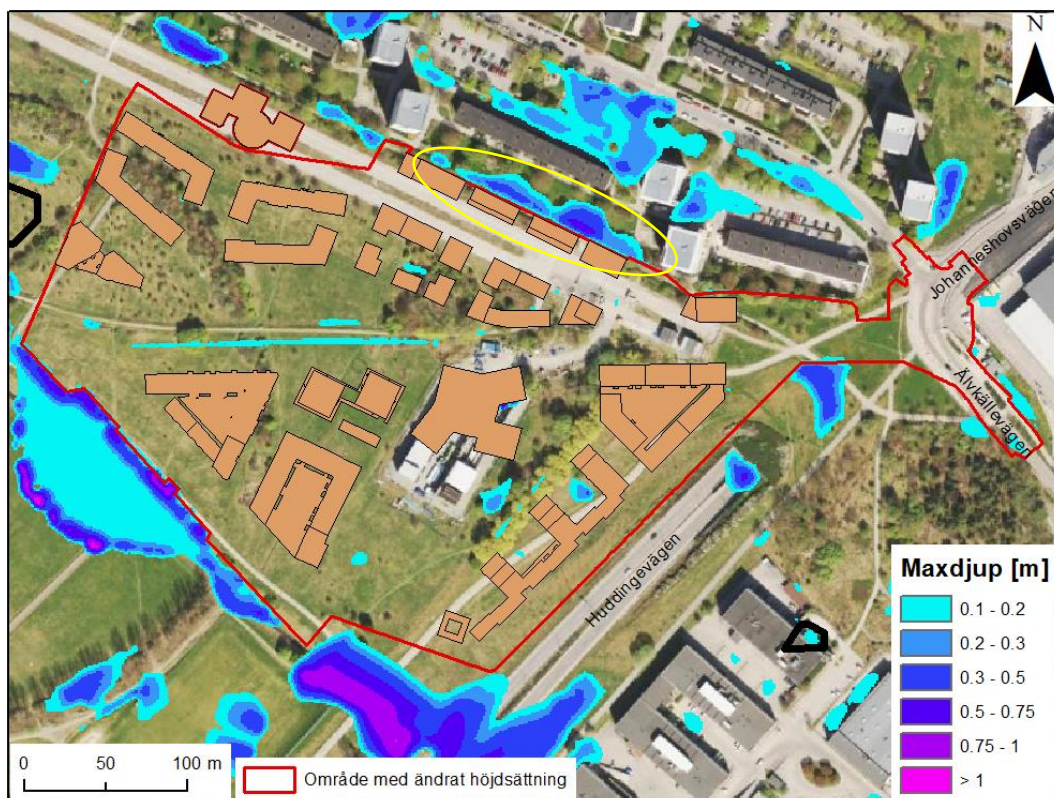 N
Johanneshovsvägen
Älvkällevägen
Huddingevägen
Maxdjup [m]
0.1 - 0.2
0.2 - 0.3
0.3 - 0.5
0.5 - 0.75
0.75 - 1
> 1
0 50 100 m
Område med ändrat höjdsättning